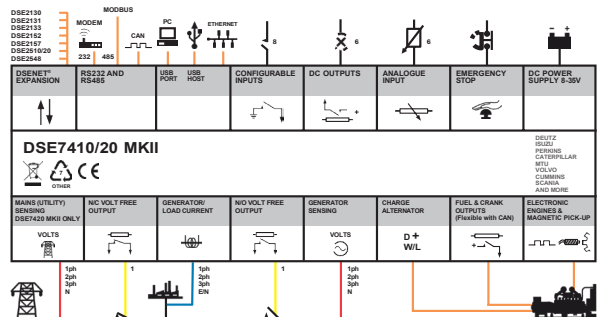 DSE2130
DSE2131
DSE2133
DSE2152
DSE2157
DSE2510/20
DSE2548
MODEM
232
MODBUS
485
CAN
PC
ETHERNET
8
6
6
- +
DSENET®
EXPANSION
RS232 AND
RS485
USB
PORT
USB
HOST
CONFIGURABLE
INPUTS
DC OUTPUTS
ANALOGUE
INPUT
EMERGENCY
STOP
DC POWER
SUPPLY 8-35V
+
DSE7410/20 MKII
7
OTHER
CE
DEUTZ
ISUZU
PERKINS
CATERPILLAR
MTU
VOLVO
CUMMINS
SCANIA
AND MORE
MAINS (UTILITY)
SENSING
DSE7420 MKII ONLY
VOLTS
N/C VOLT FREE
OUTPUT
GENERATOR/
LOAD CURRENT
N/O VOLT FREE
OUTPUT
GENERATOR
SENSING
VOLTS
CHARGE
ALTERNATOR
D+
W/L
FUEL & CRANK
OUTPUTS
(Flexible with CAN)
+
ELECTRONIC
ENGINES &
MAGNETIC PICK-UP
1ph
2ph
3ph
N
1
1ph
2ph
3ph
E/N
1
1ph
2ph
3ph
N